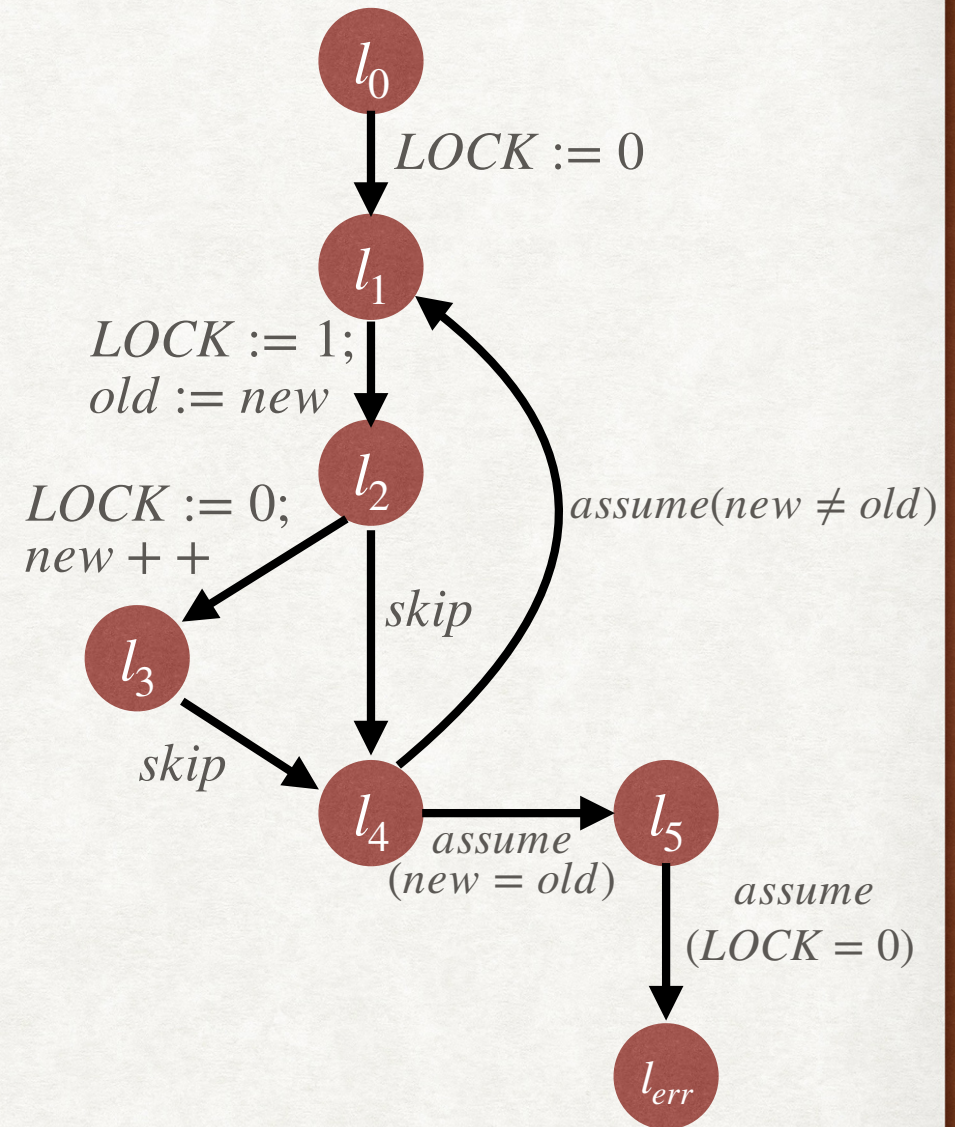 l₀
LOCK := 0
l₁
LOCK := 1;
old := new
l₂
LOCK := 0;
new + +
assume(new ≠ old)
skip
l₃
skip
l₄
l₅
assume
(new = old)
assume
(LOCK = 0)
lₑᵣᵣ